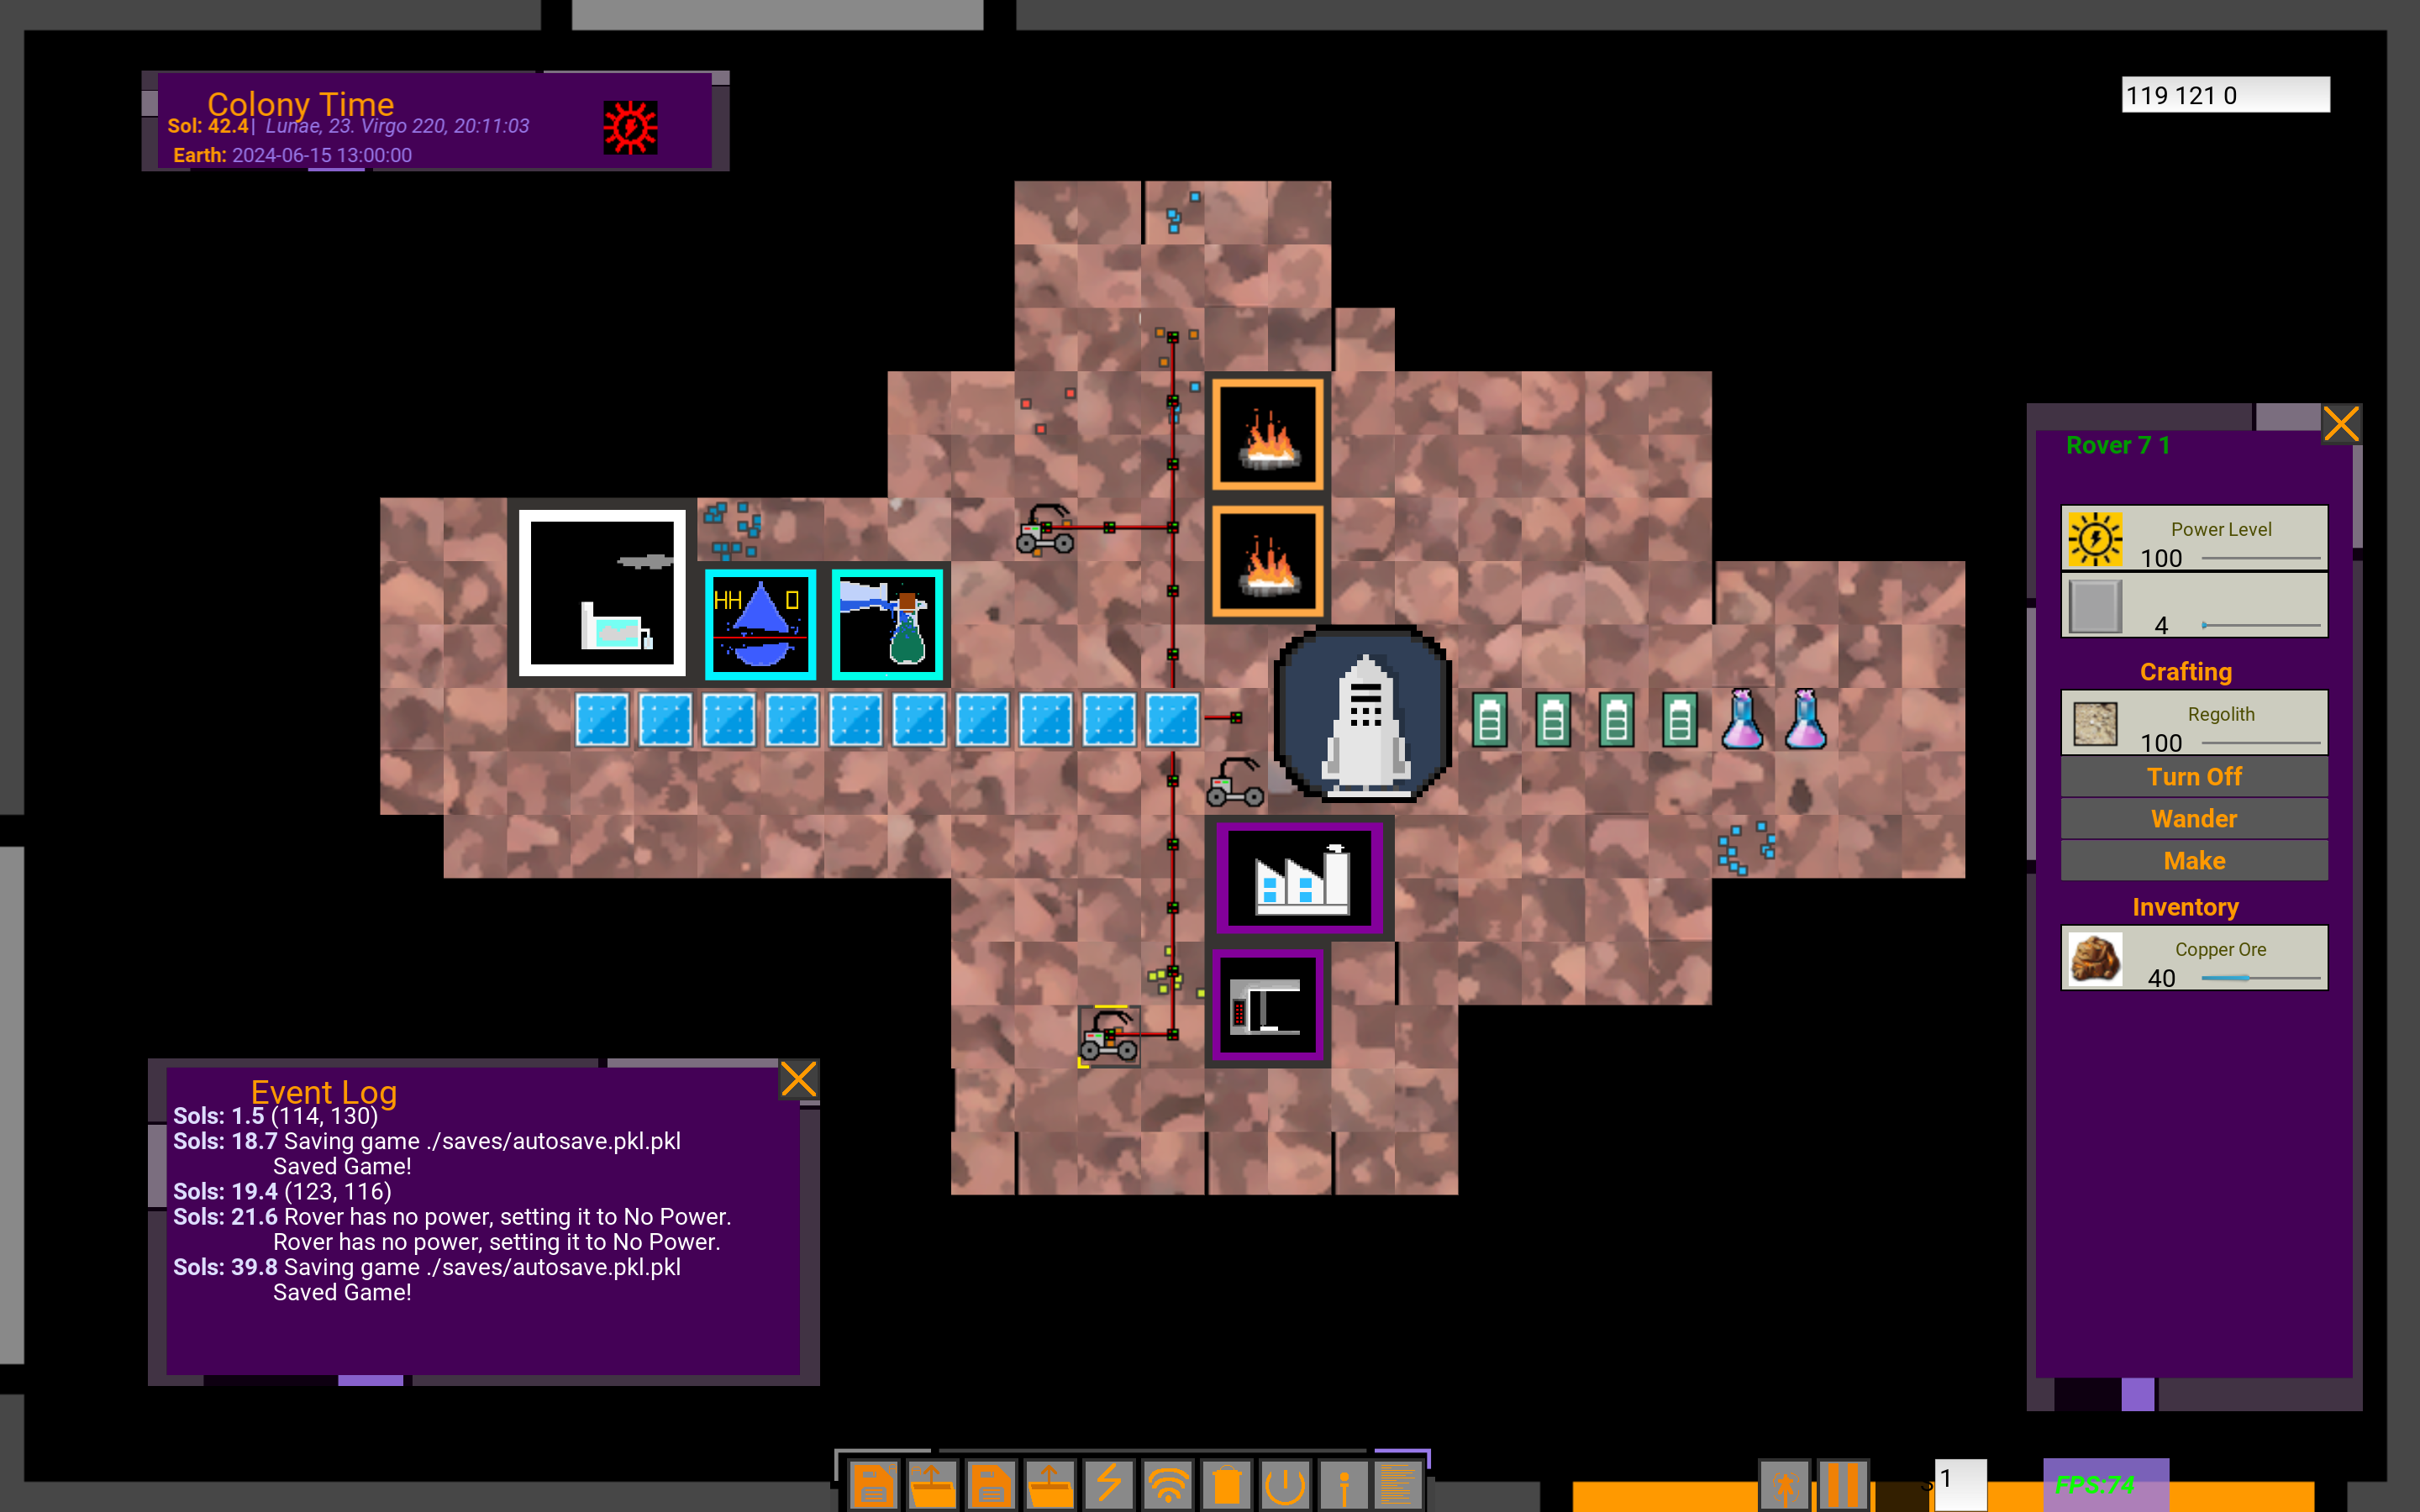 Colony Time
Sol: 42.4| Lunae, 23. Virgo 220, 20:11:03
Earth: 2024-06-15 13:00:00
119 121 0
HH O
Rover 7 1
Power Level
100
4
Crafting
Regolith
100
Turn Off
Wander
Make
Inventory
Copper Ore
40
Event Log
Sols: 1.5 (114, 130)
Sols: 18.7 Saving game ./saves/autosave.pkl.pkl
Saved Game!
Sols: 19.4 (123, 116)
Sols: 21.6 Rover has no power, setting it to No Power.
Rover has no power, setting it to No Power.
Sols: 39.8 Saving game ./saves/autosave.pkl.pkl
Saved Game!
1
FPS:74